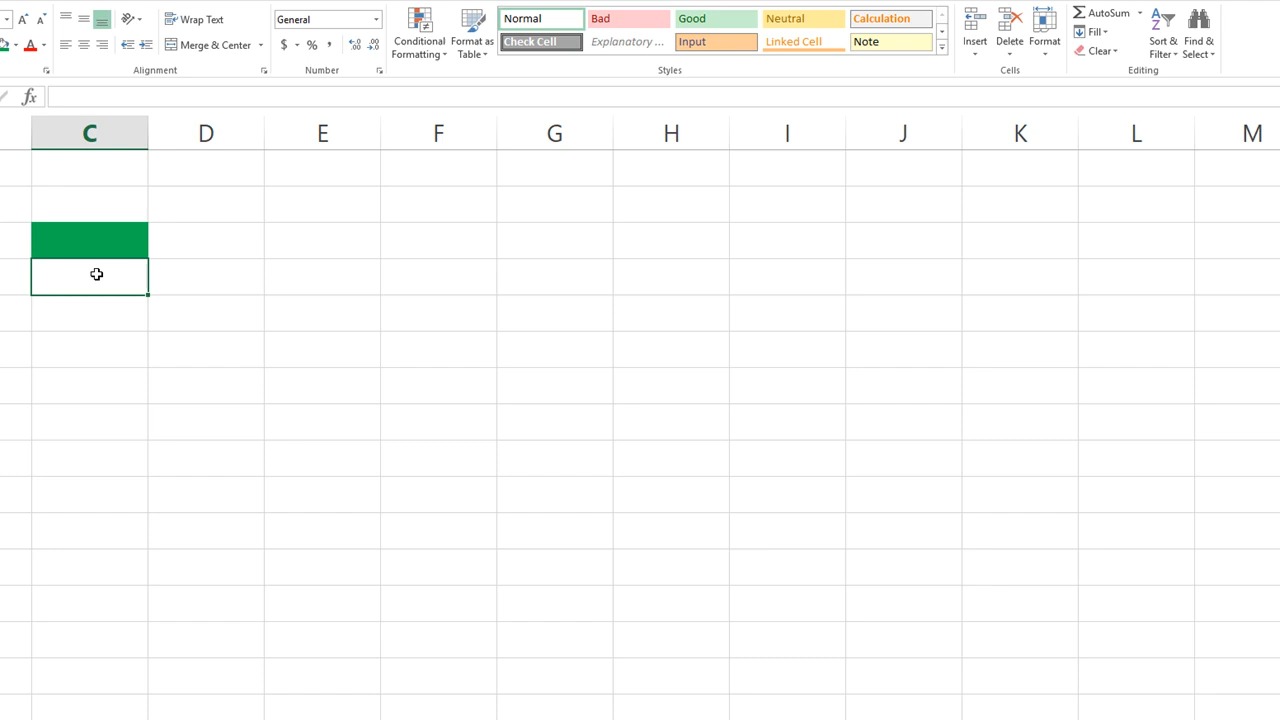 A A Wrap Text General Normal Bad Good Neutral Calculation AutoSum
A Merge & Center $ % , Conditional Formatting Format as Table Check Cell Explanatory ... Input Linked Cell Note Insert Delete Format Fill Sort & Filter Find & Select
Clear
Alignment Number Styles Cells Editing
fx
C D E F G H I J K L M